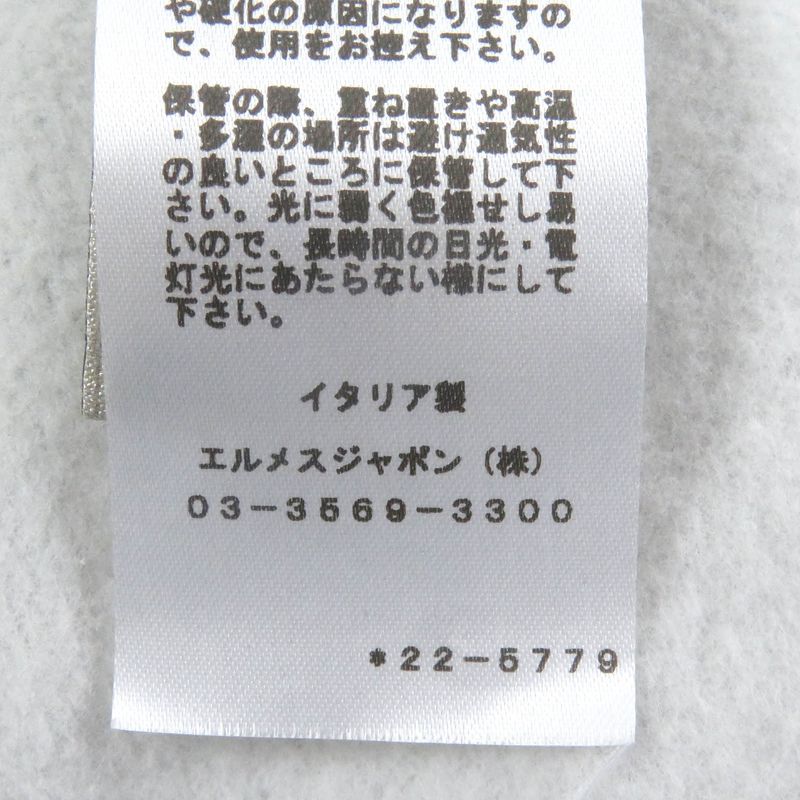 や硬化の原因になりますの
で、使用をお控え下さい。
保管の際、重ね置きや高温
・多湿の場所は避け通気性
の良いところに保管して下
さい。光に弱く色褪せし易
いので、長時間の日光・電
灯光にあたらない様にして
下さい。
イタリア製
エルメスジャポン（株）
03-3569-3300
*22-5779